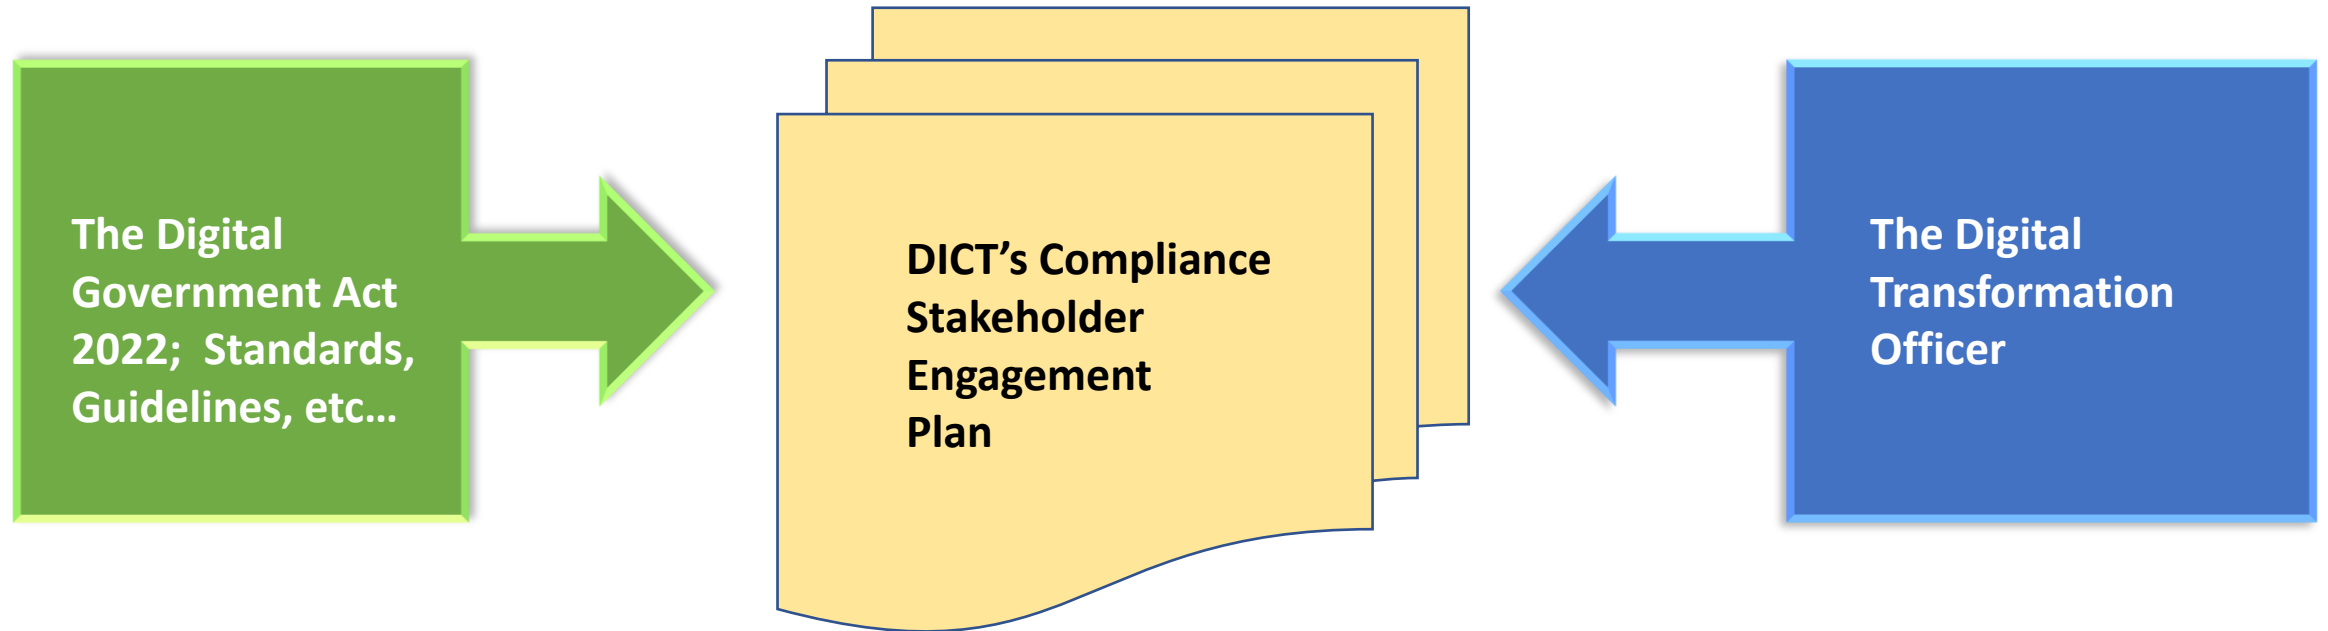 The Digital
Government Act
2022;  Standards,
Guidelines, etc...
DICT’s Compliance
Stakeholder
Engagement
Plan
The Digital
Transformation
Officer